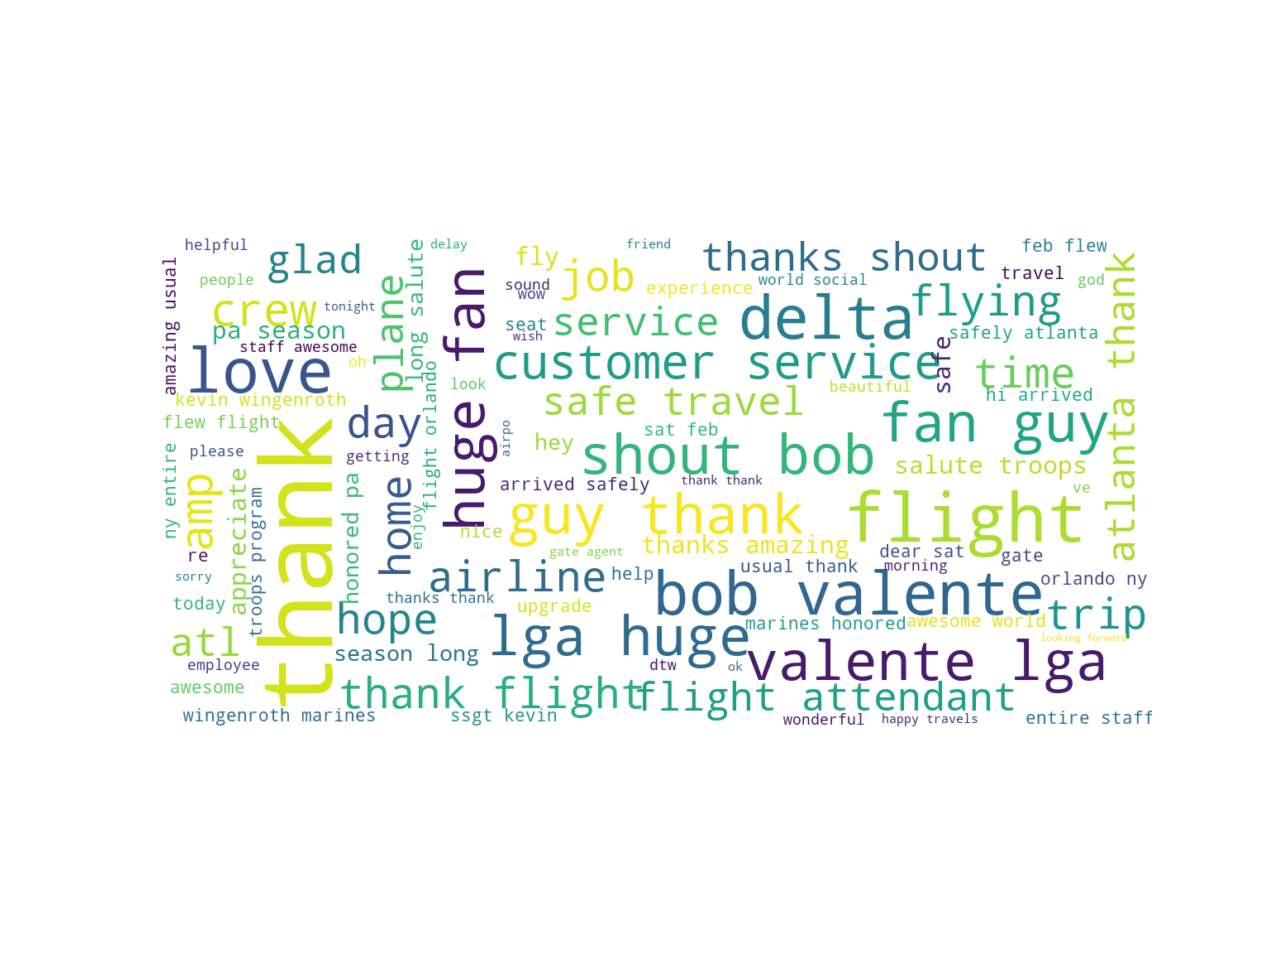 helpful
glad
delay
fly
job
friend
thanks shout
feb flew
people
crew
tonight
plane
long salute
huge fan
sound
wow
experience
world social
travel
god
amazing usual
pa season
staff awesome
seat
wish
service
delta
flying
safely atlanta
atlanta thank
love
oh
look
customer service
beautiful
safe
time
hi arrived
kevin wingenroth
flew flight
day
flight orlando
airpo
safe travel
sat feb
fan guy
ny entire
please
getting
hey
shout bob
salute troops
thank
amp
appreciate
troops program
honored pa
home
enjoy
arrived safely
thank thank
ve
nice
guy thank
flight
re
gate agent
thanks amazing
dear sat
gate
sorry
airline
help
usual thank
morning
orlando ny
today
thanks thank
upgrade
bob valente
trip
atl
hope
lga huge
marines honored
awesome world
looking forward
employee
season long
dtw
ok
valente lga
awesome
thank flight
flight attendant
wingenroth marines
ssgt kevin
wonderful
happy travels
entire staff